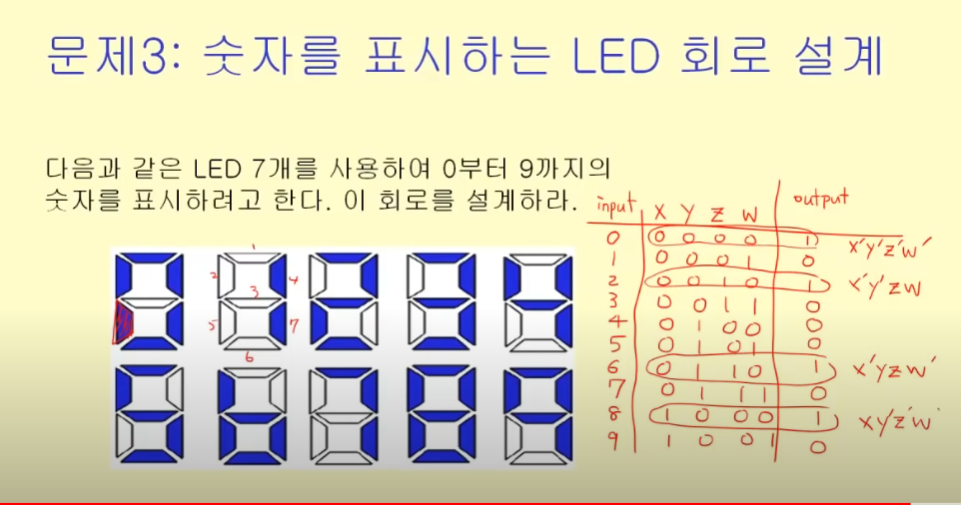 문제3: 숫자를 표시하는 LED 회로 설계
다음과 같은 LED 7개를 사용하여 0부터 9까지의
숫자를 표시하려고 한다. 이 회로를 설계하라.
input X Y Z W output
0 0 0 0 0 1 x'y'z'w'
1 0 0 0 1 0
2 0 0 1 0 1 x'y'zw
3 0 0 1 1 0
4 0 1 0 0 0
5 0 1 0 1 0
6 0 1 1 0 1 x'yzw'
7 0 1 1 1 0
8 1 0 0 0 1 xy'z'w'
9 1 0 0 1 0
1
2
3
4
5
7
6